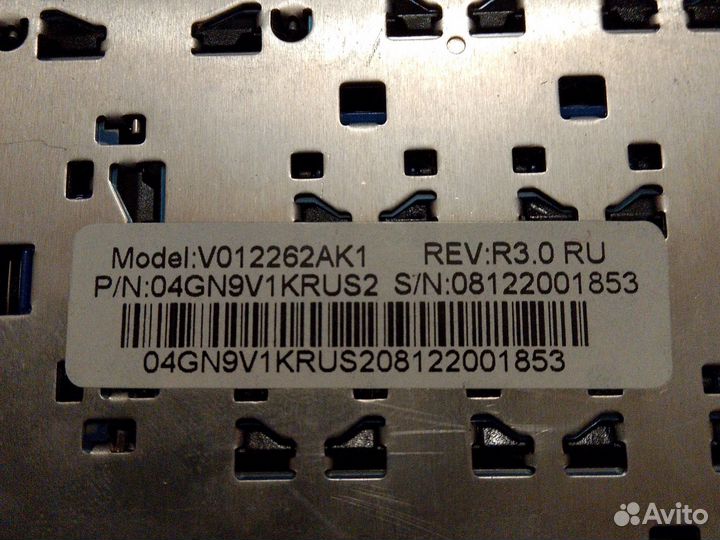 Model:V012262AK1 REV:R3.0 RU
P/N:04GN9V1KRUS2 S/N:08122001853
04GN9V1KRUS208122001853
Avito